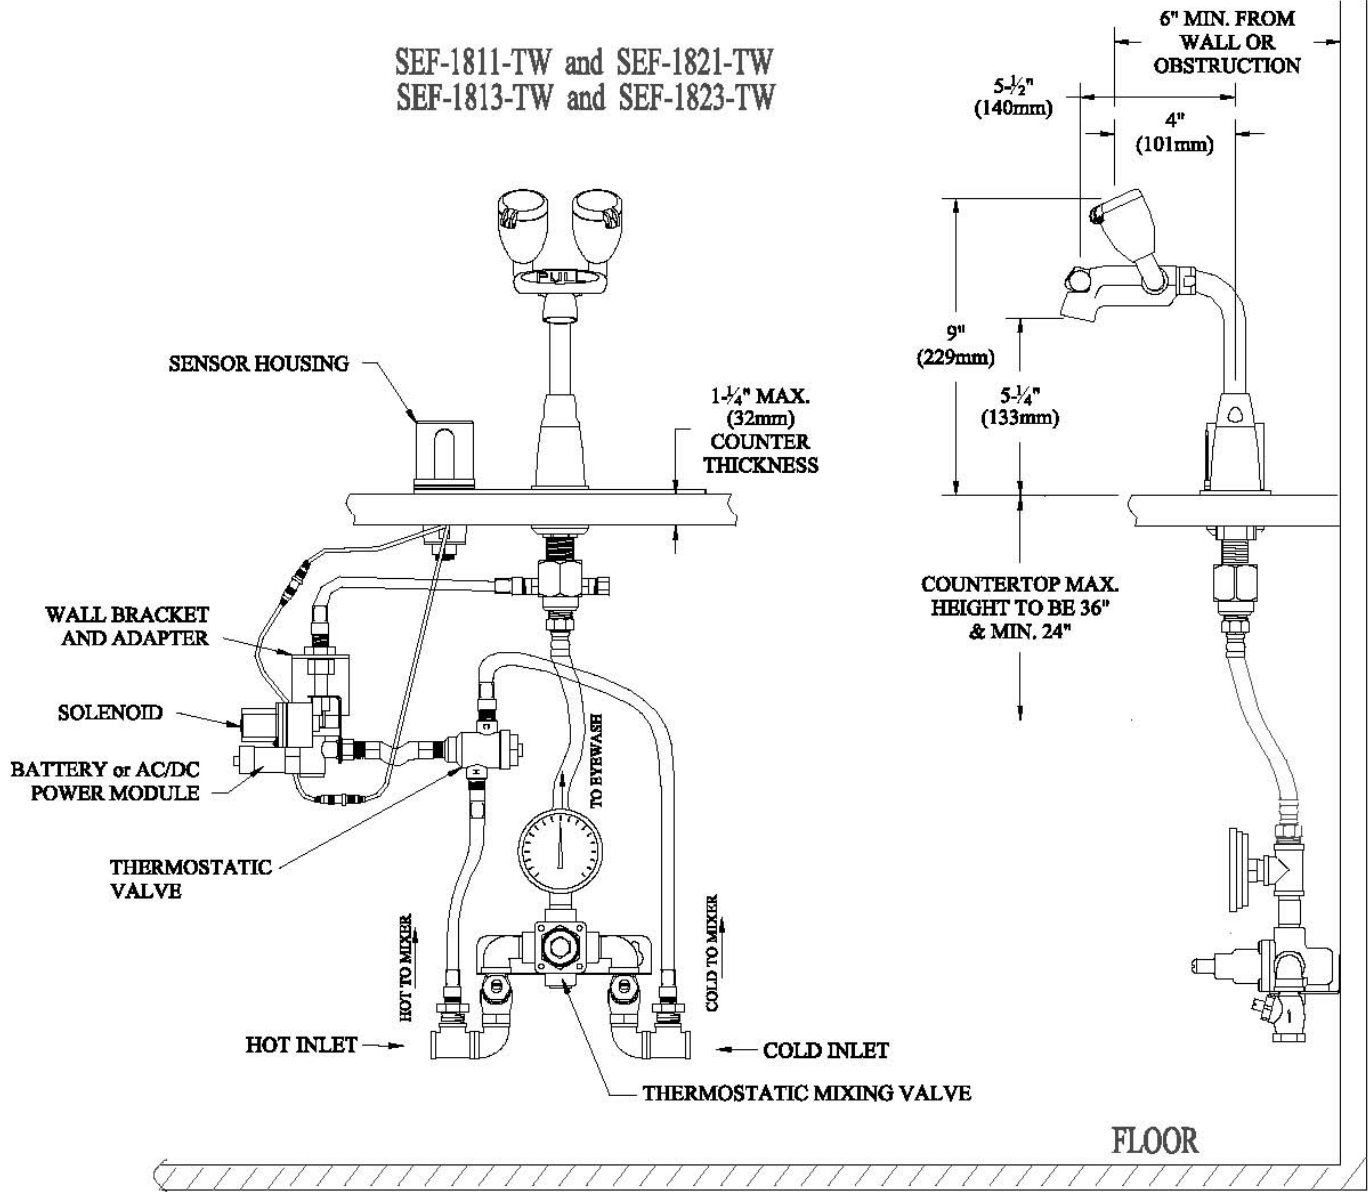 SEF-1811-TW and SEF-1821-TW
SEF-1813-TW and SEF-1823-TW
6" MIN. FROM
WALL OR
OBSTRUCTION
5-½"
(140mm)
4"
(101mm)
PULL
9"
(229mm)
5-¼"
(133mm)
SENSOR HOUSING
1-¼" MAX.
(32mm)
COUNTER
THICKNESS
COUNTERTOP MAX.
HEIGHT TO BE 36"
& MIN. 24"
WALL BRACKET
AND ADAPTER
SOLENOID
BATTERY or AC/DC
POWER MODULE
C
H
TO EYEWASH
THERMOSTATIC
VALVE
HOT TO MIXER
COLD TO MIXER
HOT INLET
COLD INLET
THERMOSTATIC MIXING VALVE
FLOOR